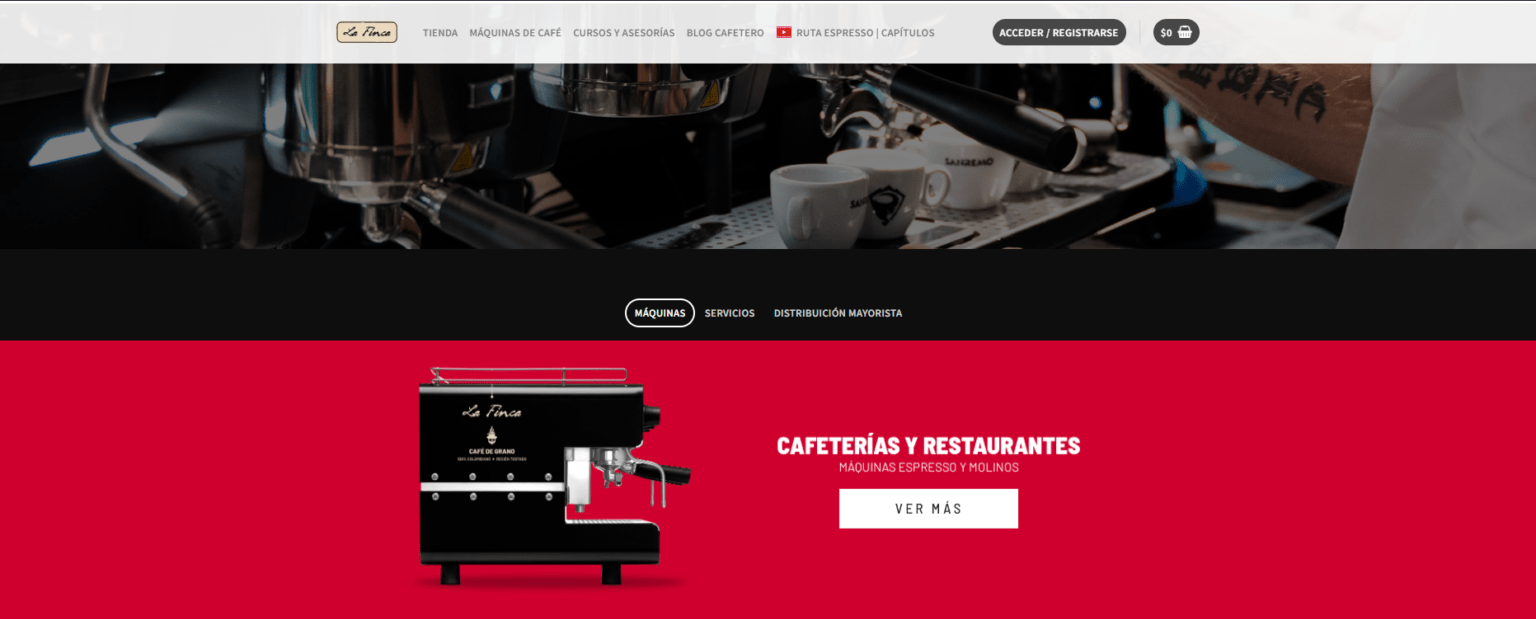 La Finca
TIENDA MÁQUINAS DE CAFÉ CURSOS Y ASESORÍAS BLOG CAFETERO RUTA ESPRESSO | CAPÍTULOS
ACCEDER / REGISTRARSE
$0
SANREMO
MÁQUINAS SERVICIOS DISTRIBUICIÓN MAYORISTA
La Finca
CAFÉ DE GRANO
100% COLOMBIANO • RECIÉN TOSTADO
CAFETERÍAS Y RESTAURANTES
MÁQUINAS ESPRESSO Y MOLINOS
VER MÁS